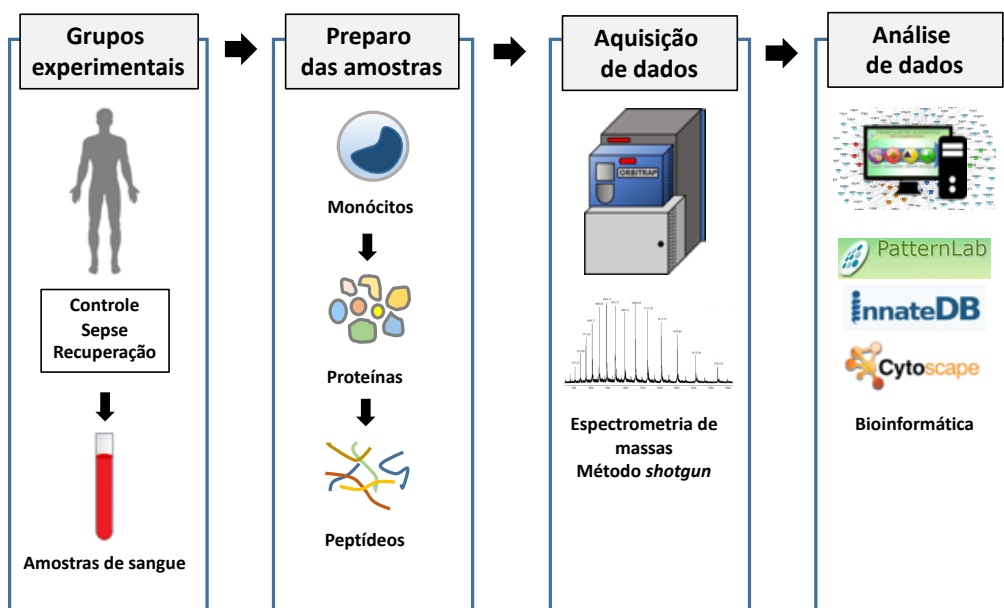 Grupos
experimentais
Controle
Sepse
Recuperação
Amostras de sangue
Preparo
das amostras
Monócitos
Proteínas
Peptídeos
Aquisição
de dados
ORBITRAP
Espectrometria de
massas
Método shotgun
Análise
de dados
PatternLab
InnateDB
Cytoscape
Bioinformática